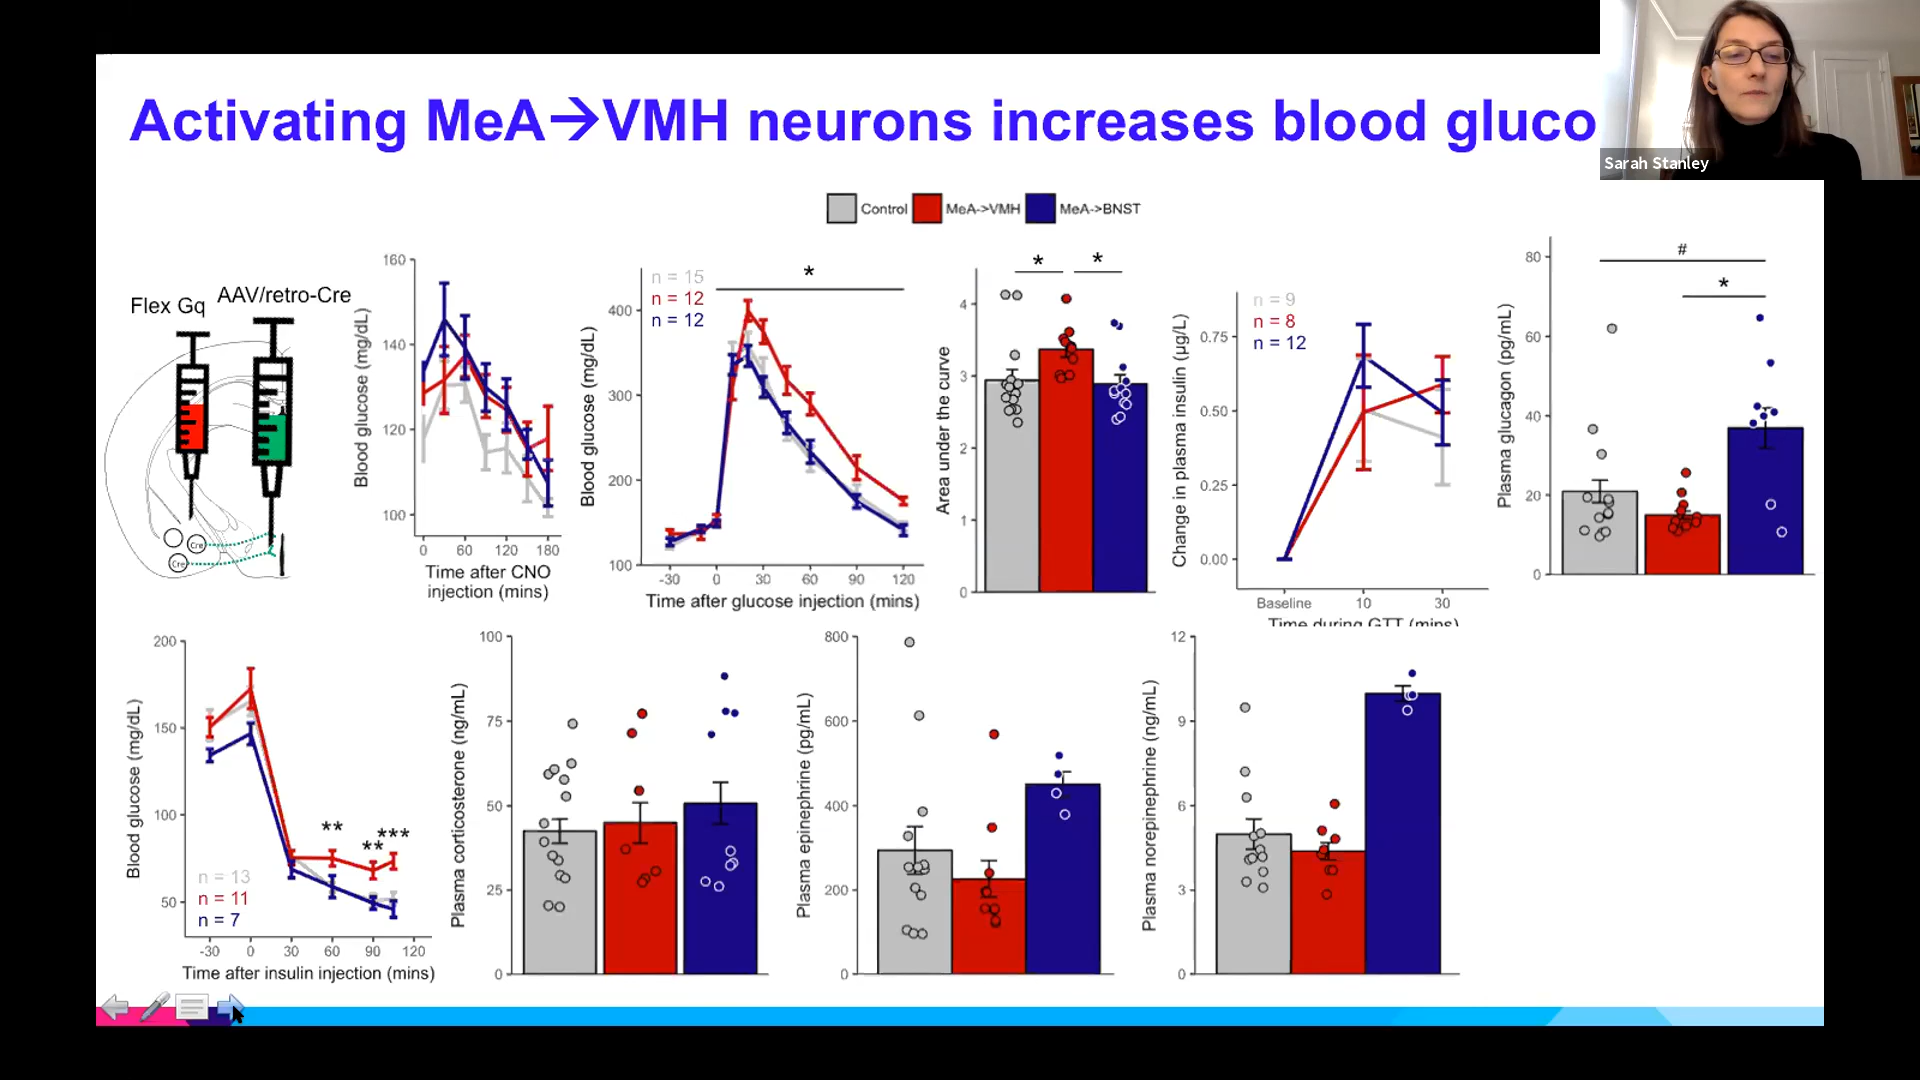 Activating MeA→VMH neurons increases blood gluco
Sarah Stanley
Control MeA->VMH MeA->BNST
Flex Gq
AAV/retro-Cre
Cre
Cre
Blood glucose (mg/dL)
160
140
120
100
0 60 120 180
Time after CNO
injection (mins)
Blood glucose (mg/dL)
n = 15
n = 12
n = 12
*
400
300
200
100
-30 0 30 60 90 120
Time after glucose injection (mins)
Area under the curve
* *
4
3
2
1
0
Change in plasma insulin (µg/L)
n = 9
n = 8
n = 12
0.75
0.50
0.25
0.00
Baseline 10 30
Time during GTT (mins)
Plasma glucagon (pg/mL)
#
*
80
60
40
20
0
Blood glucose (mg/dL)
200
150
100
50
** ** ***
n = 13
n = 11
n = 7
-30 0 30 60 90 120
Time after insulin injection (mins)
Plasma corticosterone (ng/mL)
100
75
50
25
0
Plasma epinephrine (pg/mL)
800
600
400
200
0
Plasma norepinephrine (ng/mL)
12
9
6
3
0